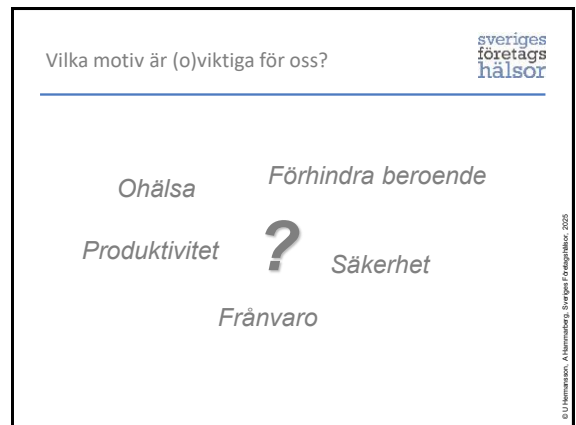 Vilka motiv är (o)viktiga för oss?
sveriges
företags
hälsor
Ohälsa
Förhindra beroende
Produktivitet
?
Säkerhet
Frånvaro
© U Hermansson, A Hammarberg, Sveriges Företagshälsor, 2025